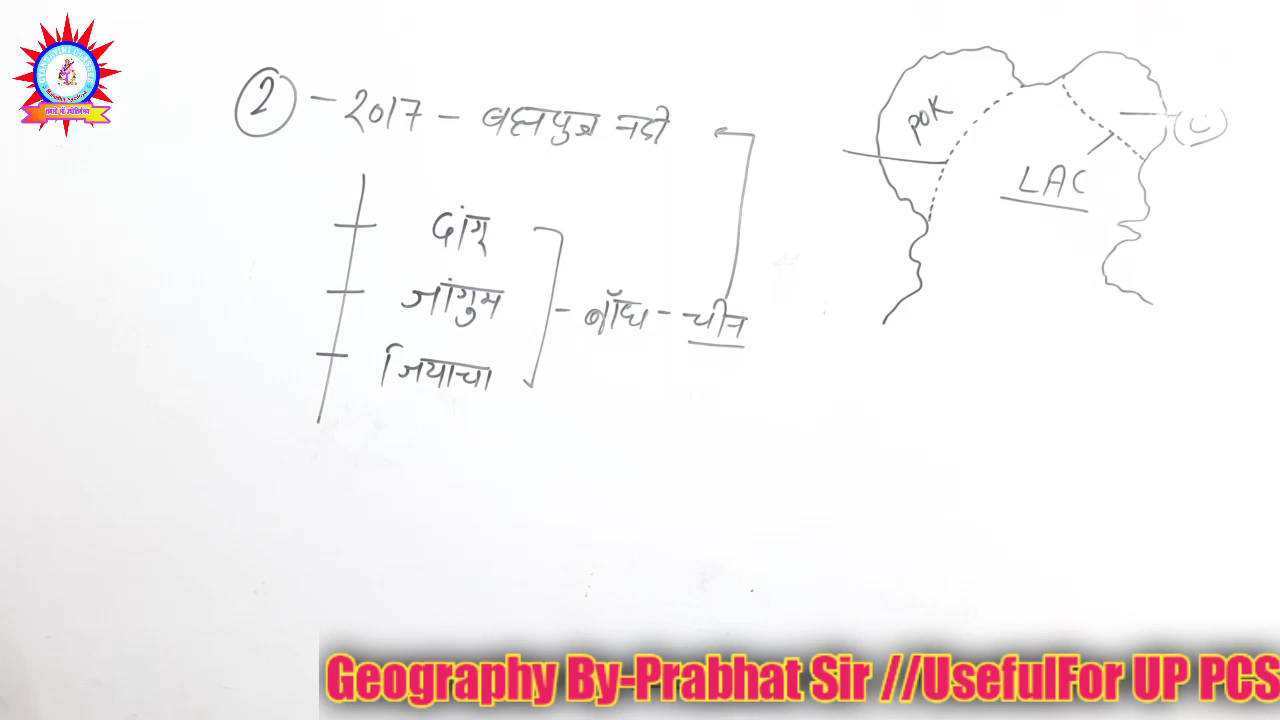 2 - 2017 - ब्रह्मपुत्र नदी
दांगू
जांगुम
जियाचा
- बाँध - चीन
POK
LAC
Geography By-Prabhat Sir //UsefulFor UP PCS